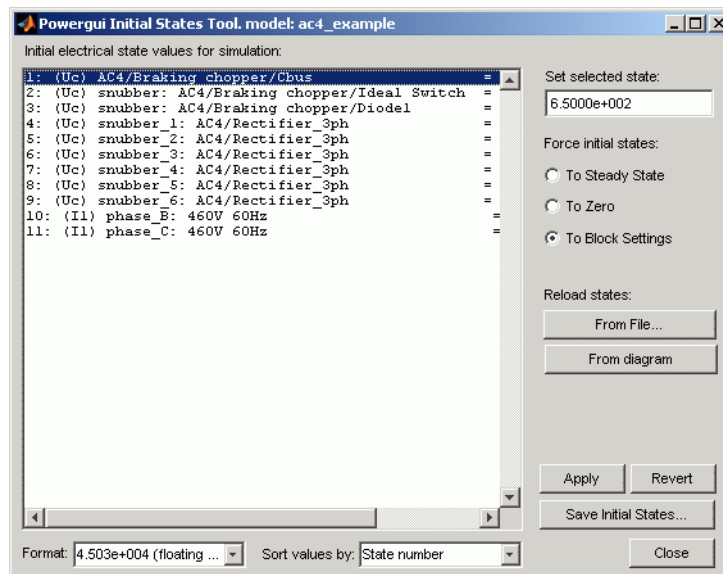 Powergui Initial States Tool. model: ac4_example
Initial electrical state values for simulation:
1: (Uc) AC4/Braking chopper/Cbus =
2: (Uc) snubber: AC4/Braking chopper/Ideal Switch =
3: (Uc) snubber: AC4/Braking chopper/Diode1 =
4: (Uc) snubber_1: AC4/Rectifier_3ph =
5: (Uc) snubber_2: AC4/Rectifier_3ph =
6: (Uc) snubber_3: AC4/Rectifier_3ph =
7: (Uc) snubber_4: AC4/Rectifier_3ph =
8: (Uc) snubber_5: AC4/Rectifier_3ph =
9: (Uc) snubber_6: AC4/Rectifier_3ph =
10: (Il) phase_B: 460V 60Hz =
11: (Il) phase_C: 460V 60Hz =
Set selected state:
6.5000e+002
Force initial states:
To Steady State
To Zero
To Block Settings
Reload states:
From File...
From diagram
Apply Revert
Save Initial States...
Format: 4.503e+004 (floating ... Sort values by: State number
Close